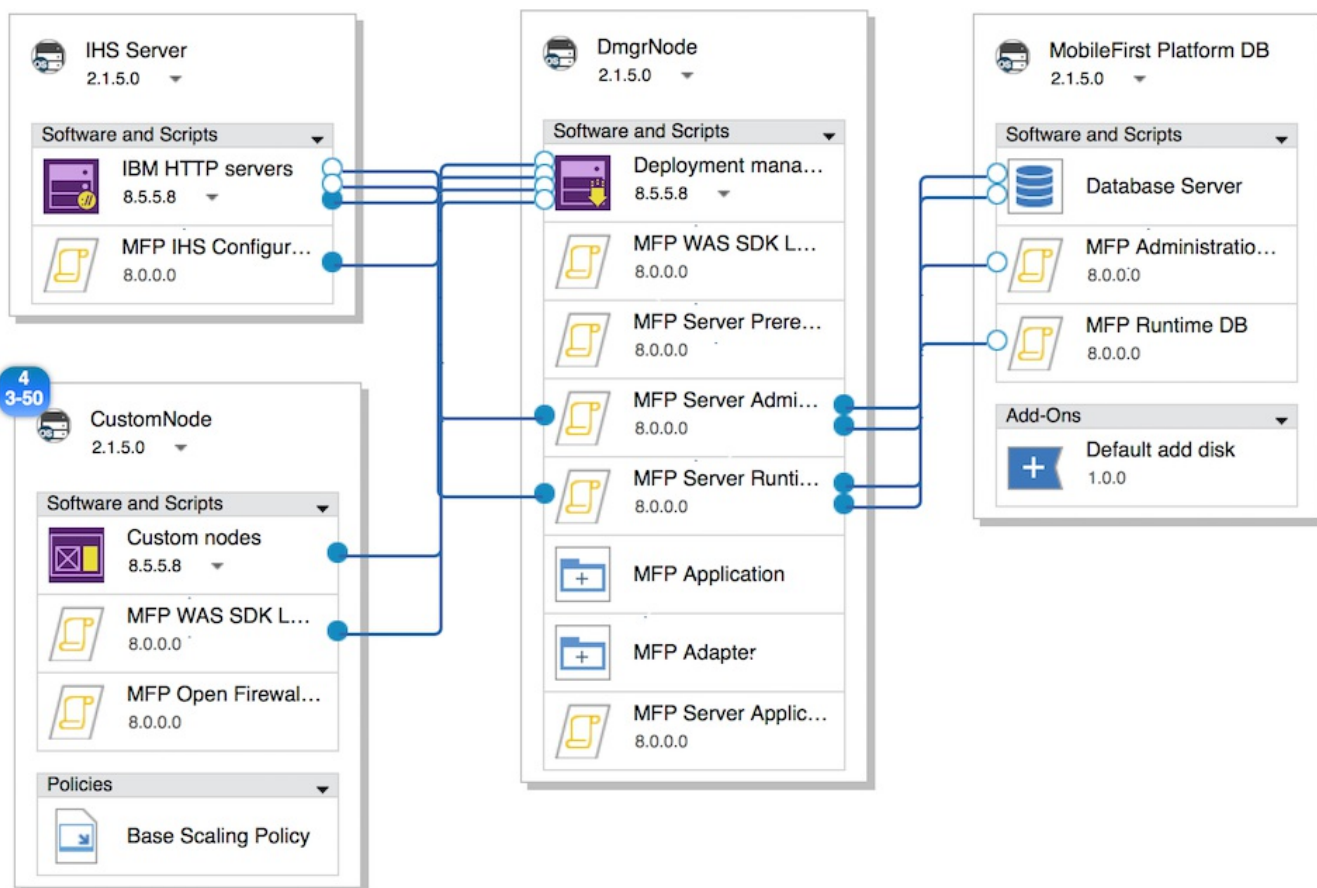 IHS Server
2.1.5.0
Software and Scripts
IBM HTTP servers
8.5.5.8
MFP IHS Configur...
8.0.0.0
4
3-50
CustomNode
2.1.5.0
Software and Scripts
Custom nodes
8.5.5.8
MFP WAS SDK L...
8.0.0.0
MFP Open Firewal...
8.0.0.0
Policies
Base Scaling Policy
DmgrNode
2.1.5.0
Software and Scripts
Deployment mana...
8.5.5.8
MFP WAS SDK L...
8.0.0.0
MFP Server Prere...
8.0.0.0
MFP Server Admi...
8.0.0.0
MFP Server Runti...
8.0.0.0
MFP Application
MFP Adapter
MFP Server Applic...
8.0.0.0
MobileFirst Platform DB
2.1.5.0
Software and Scripts
Database Server
MFP Administratio...
8.0.0.0
MFP Runtime DB
8.0.0.0
Add-Ons
Default add disk
1.0.0